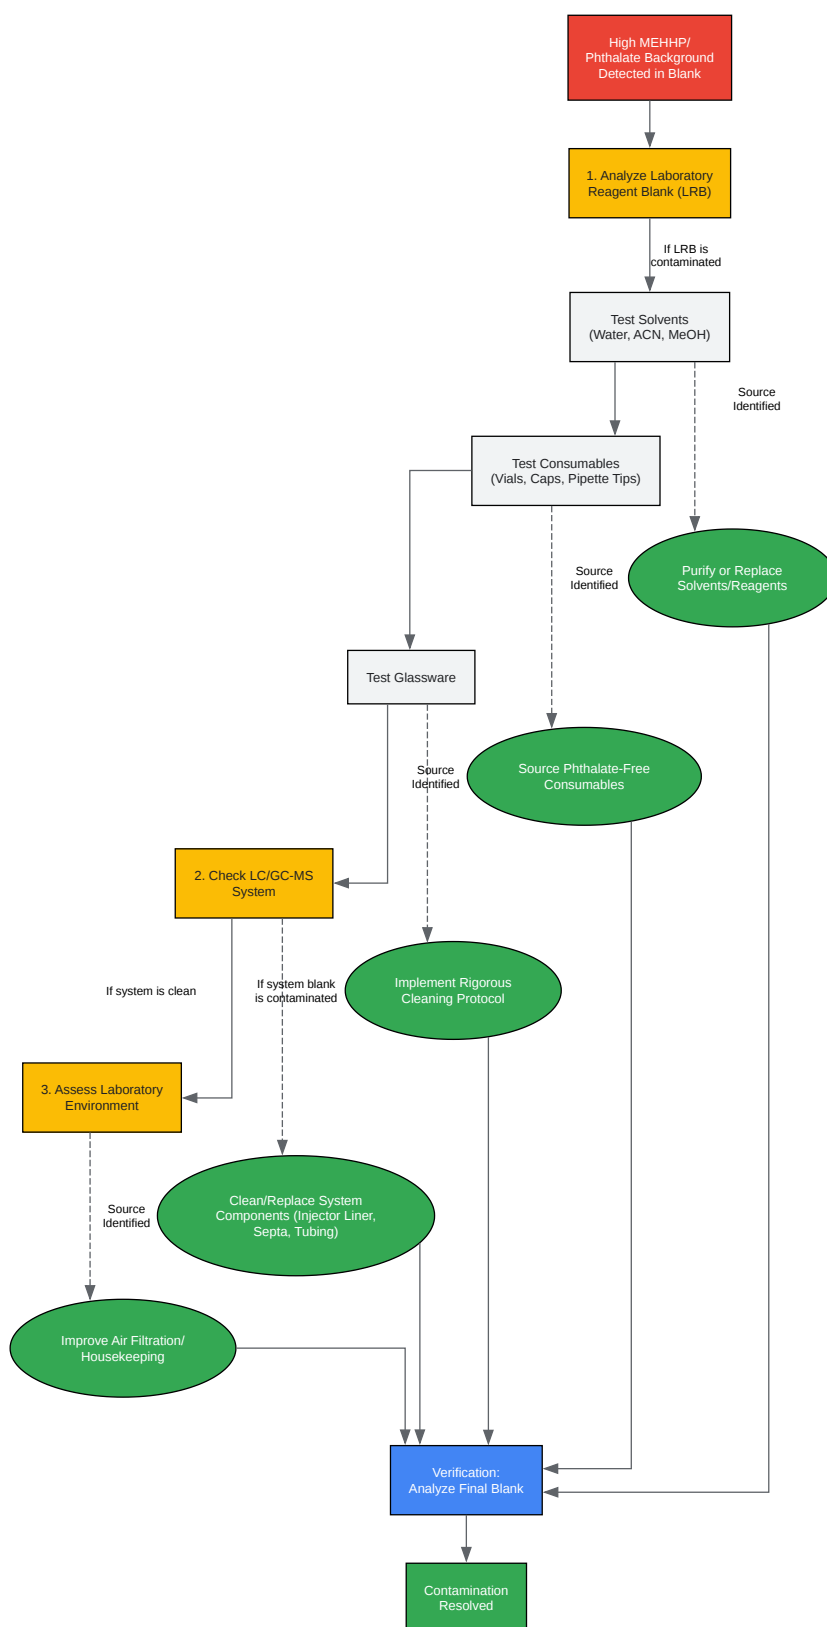 High MEHHP/
Phthalate Background
Detected in Blank
1. Analyze Laboratory
Reagent Blank (LRB)
If LRB is
contaminated
Test Solvents
(Water, ACN, MeOH)
Source
Identified
Test Consumables
(Vials, Caps, Pipette Tips)
Source
Identified
Purify or Replace
Solvents/Reagents
Test Glassware
Source
Identified
Source Phthalate-Free
Consumables
2. Check LC/GC-MS
System
If system is clean
If system blank
is contaminated
Implement Rigorous
Cleaning Protocol
3. Assess Laboratory
Environment
Source
Identified
Clean/Replace System
Components (Injector Liner,
Septa, Tubing)
Improve Air Filtration/
Housekeeping
Verification:
Analyze Final Blank
Contamination
Resolved